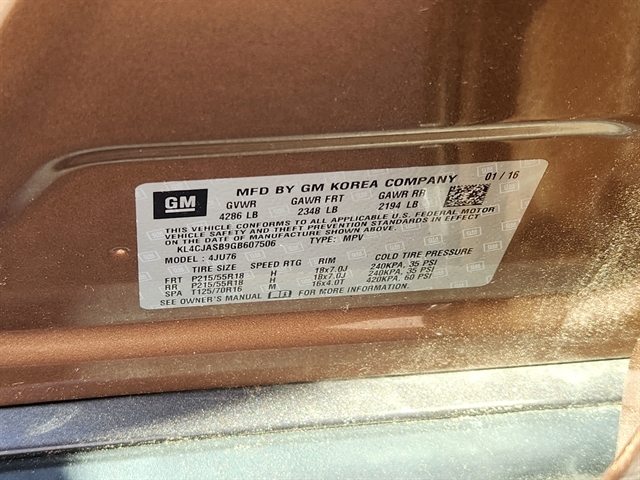 GM
MFD BY GM KOREA COMPANY 01 / 16
GVWR GAWR FRT GAWR RR
4286 LB 2348 LB 2194 LB
THIS VEHICLE CONFORMS TO ALL APPLICABLE U.S. FEDERAL MOTOR
VEHICLE SAFETY AND THEFT PREVENTION STANDARDS IN EFFECT
ON THE DATE OF MANUFACTURE SHOWN ABOVE.
KL4CJASB9GB607506 TYPE: MPV
MODEL : 4JU76
TIRE SIZE SPEED RTG RIM COLD TIRE PRESSURE
FRT P215/55R18 H 18x7.0J 240KPA, 35 PSI
RR P215/55R18 H 18x7.0J 240KPA, 35 PSI
SPA T125/70R16 M 16x4.0T 420KPA, 60 PSI
SEE OWNER'S MANUAL FOR MORE INFORMATION.